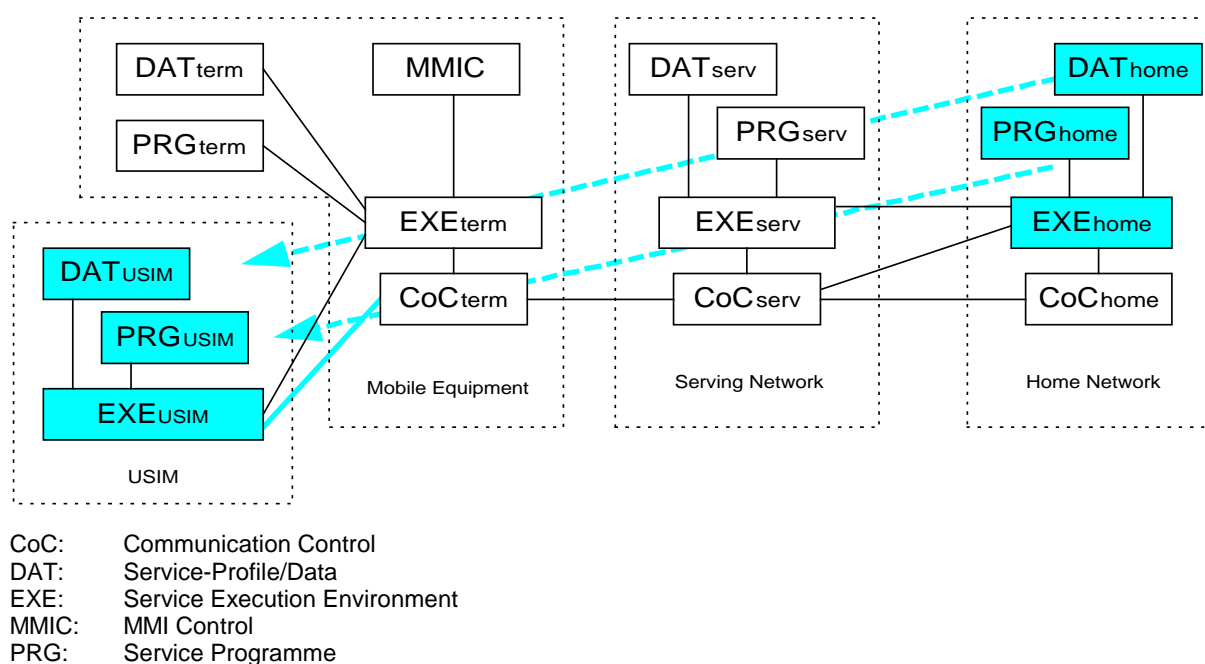 DATterm
MMIC
DATserv
DAThome
PRGterm
PRGserv
PRGhome
EXEterm
EXEserv
EXEhome
DATUSIM
CoCterm
CoCserv
CoChome
PRGUSIM
EXEUSIM
Mobile Equipment
Serving Network
Home Network
USIM
CoC: Communication Control
DAT: Service-Profile/Data
EXE: Service Execution Environment
MMIC: MMI Control
PRG: Service Programme